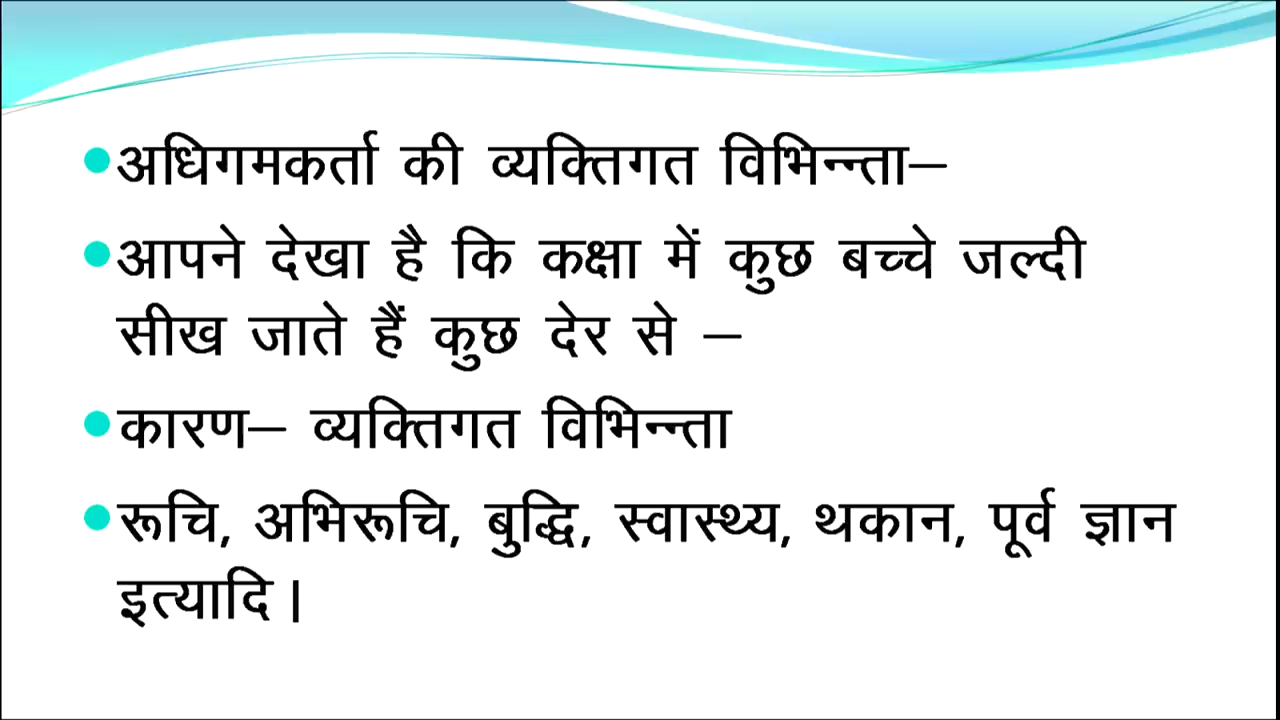 अधिगमकर्ता की व्यक्तिगत विभिन्न्ता–
आपने देखा है कि कक्षा में कुछ बच्चे जल्दी
सीख जाते हैं कुछ देर से –
कारण– व्यक्तिगत विभिन्न्ता
रूचि, अभिरूचि, बुद्धि, स्वास्थ्य, थकान, पूर्व ज्ञान
इत्यादि।